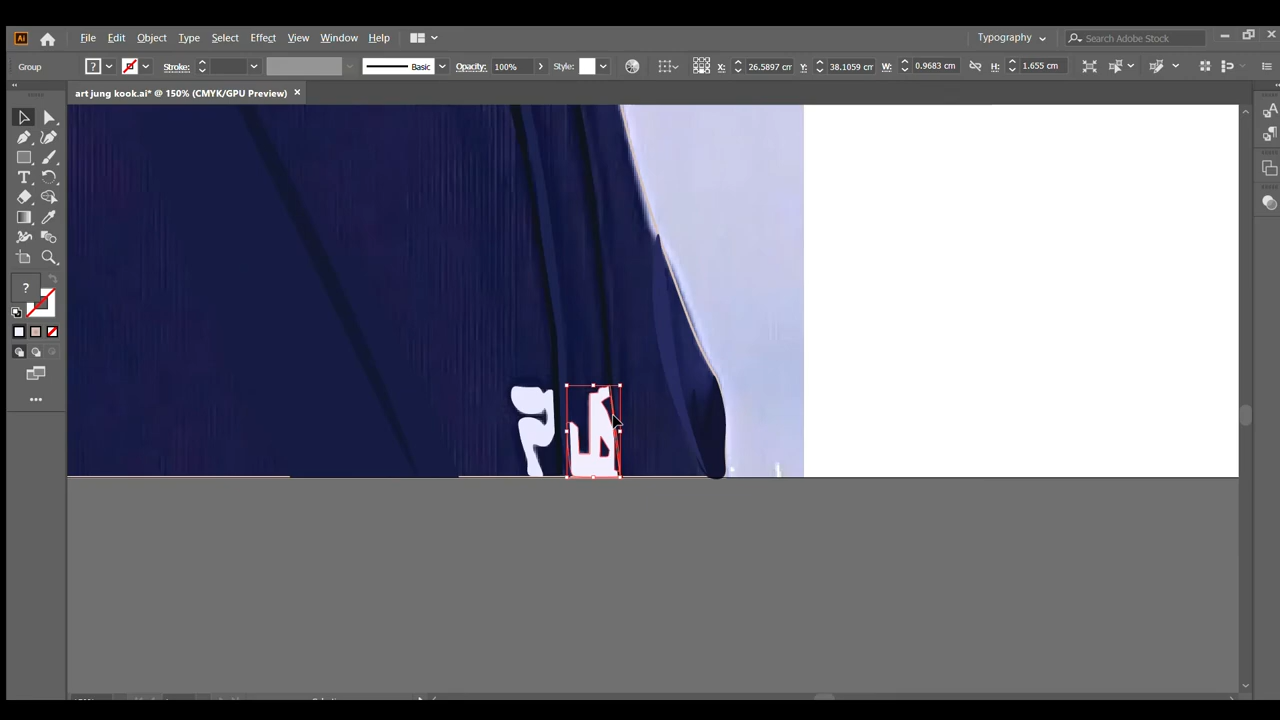 Ai File Edit Object Type Select Effect View Window Help Typography Search Adobe Stock
Group ? Stroke: Basic Opacity: 100% Style: X: 26.5897 cm Y: 38.1059 cm W: 0.9683 cm H: 1.655 cm
art jung kook.ai* @ 150% (CMYK/GPU Preview) ×
?